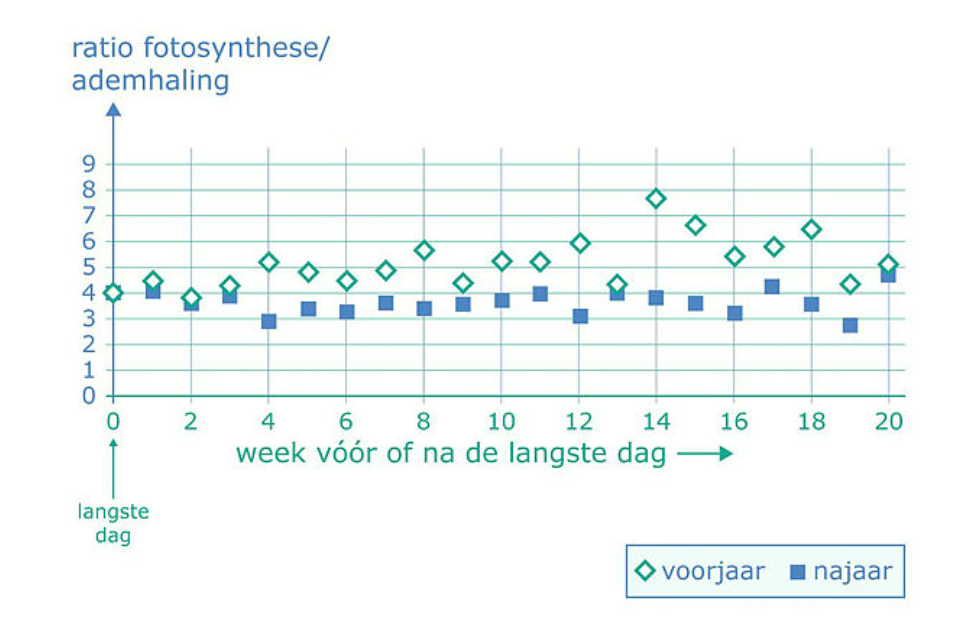 ratio fotosynthese/
ademhaling
9
8
7
6
5
4
3
2
1
0
0 2 4 6 8 10 12 14 16 18 20
week vóór of na de langste dag
langste
dag
voorjaar najaar